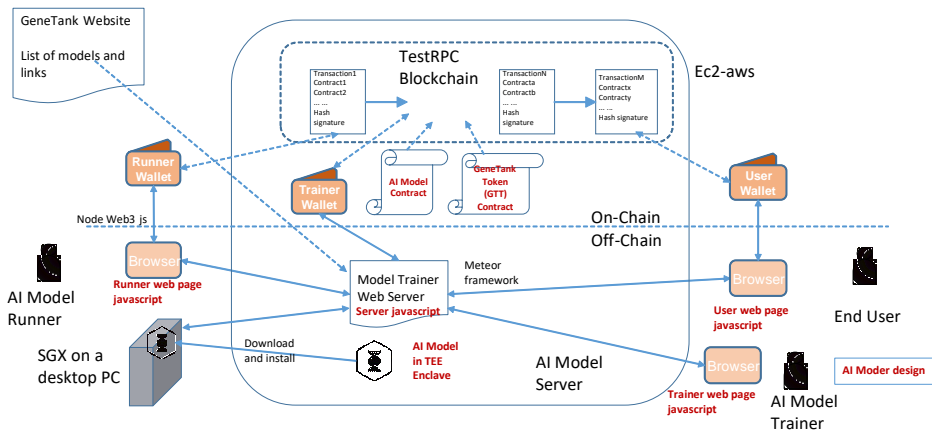 GeneTank Website
List of models and
links
TestRPC
Blockchain
Ec2-aws
Transaction1
Contract1
Contract2
... ...
Hash
signature
TransactionN
Contracta
Contractb
... ...
Hash
signature
TransactionM
Contractx
Contracty
... ...
Hash signature
Runner
Wallet
Trainer
Wallet
AI Model
Contract
GeneTank
Token
(GTT)
Contract
User
Wallet
Node Web3 js
On-Chain
Off-Chain
Browser
Runner web page
javascript
AI Model
Runner
Model Trainer
Web Server
Server javascript
Meteor
framework
Browser
User web page
javascript
End User
SGX on a
desktop PC
Download
and install
AI Model
in TEE
Enclave
AI Model
Server
Browser
Trainer web page
javascript
AI Model
Trainer
AI Moder design